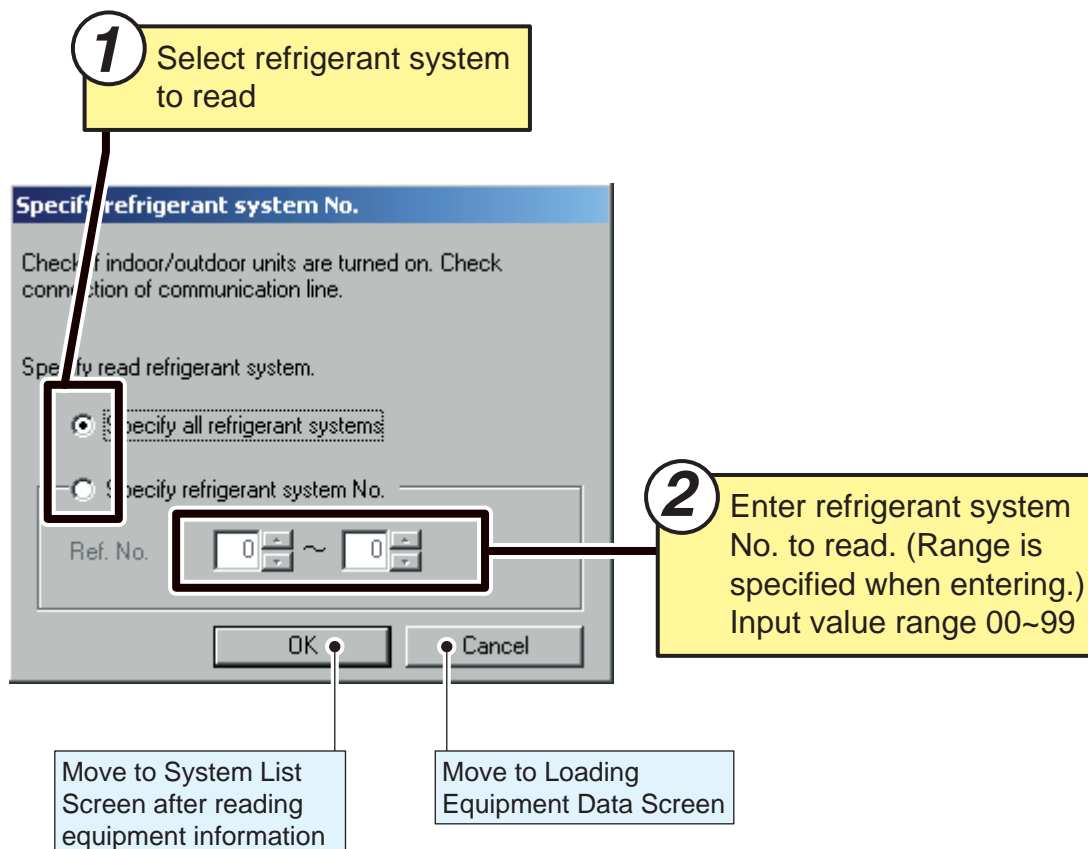 1
Select refrigerant system
to read
Specify refrigerant system No.
Check if indoor/outdoor units are turned on. Check
connection of communication line.
Specify read refrigerant system.
Specify all refrigerant systems
Specify refrigerant system No.
Ref. No. 0 ~ 0
2
Enter refrigerant system
No. to read. (Range is
specified when entering.)
Input value range 00~99
OK Cancel
Move to System List
Screen after reading
equipment information
Move to Loading
Equipment Data Screen